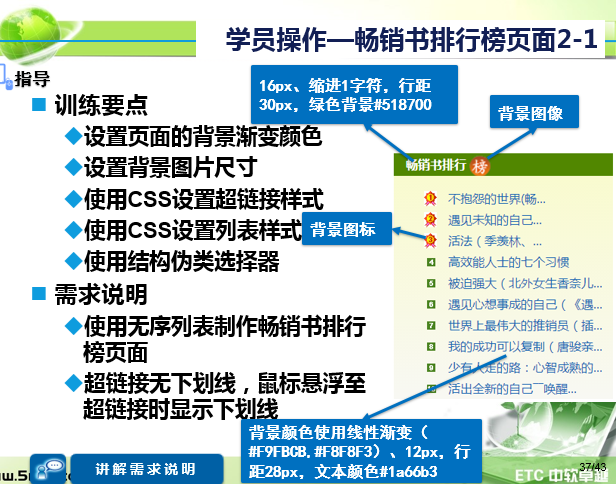 学员操作—畅销书排行榜页面2-1
指导
训练要点
设置页面的背景渐变颜色
设置背景图片尺寸
使用CSS设置超链接样式
使用CSS设置列表样式
使用结构伪类选择器
需求说明
使用无序列表制作畅销书排行
榜页面
超链接无下划线，鼠标悬浮至
超链接时显示下划线
16px、缩进1字符，行距
30px，绿色背景#518700
背景图像
背景图标
畅销书排行 榜
1 不抱怨的世界(畅...
2 遇见未知的自己...
3 活法（季羡林、...
4 高效能人士的七个习惯
5 被迫强大（北外女生香奈儿...
6 遇见心想事成的自己（《遇...
7 世界上最伟大的推销员（插...
8 我的成功可以复制（唐骏亲...
9 少有人走的路：心智成熟的...
活出全新的自己￣唤醒...
背景颜色使用线性渐变（
#F9FBCB, #F8F8F3）、12px，行
距28px，文本颜色#1a66b3
讲解需求说明
37/43
ETC 中软卓越